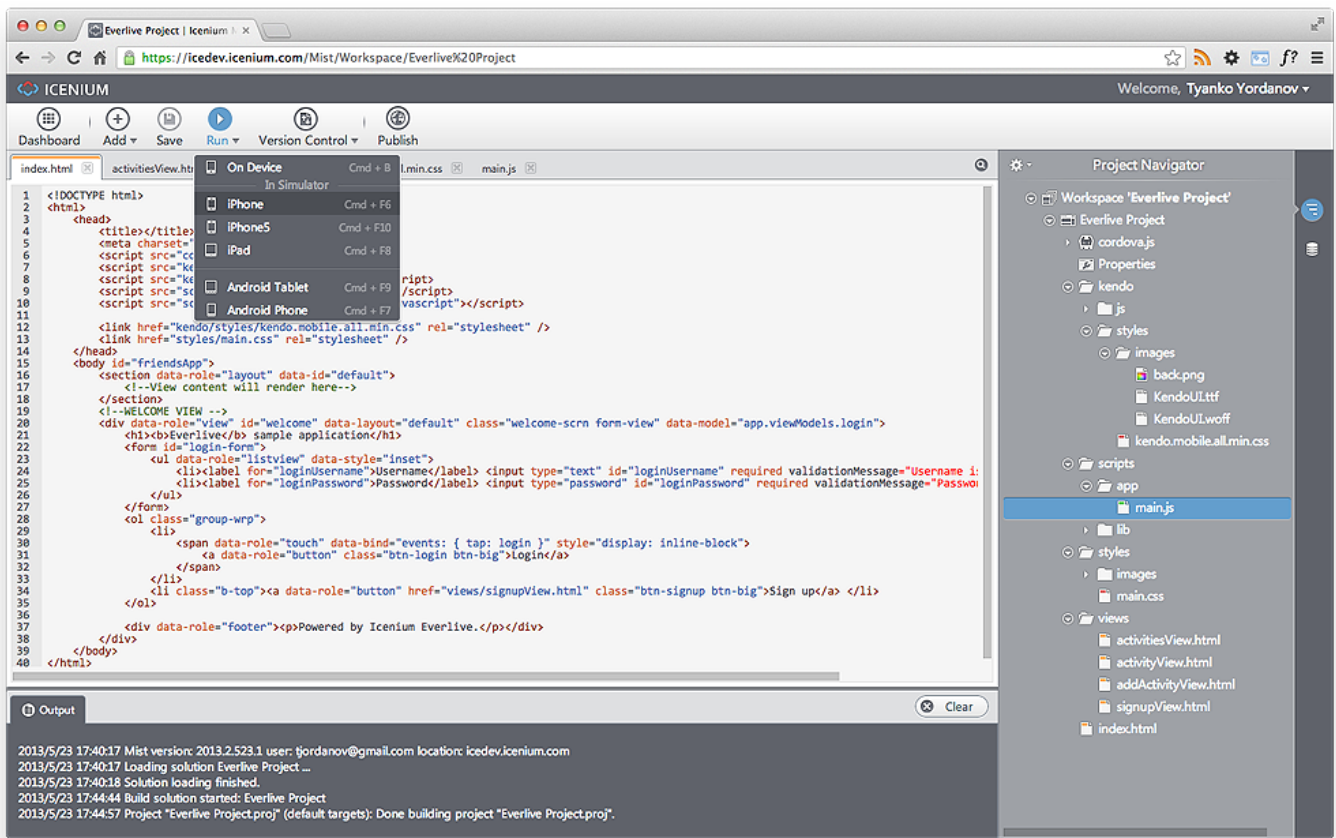 Everlive Project | Icenium
https://icedev.icenium.com/Mist/Workspace/Everlive%20Project
f?
ICENIUM
Welcome, Tyanko Yordanov
Dashboard Add Save Run Version Control Publish
index.html activitiesView.htm l.min.css main.js
On Device Cmd + B
In Simulator
iPhone Cmd + F6
iPhone5 Cmd + F10
iPad Cmd + F8
Android Tablet Cmd + F9
Android Phone Cmd + F7
1 <!DOCTYPE html>
2 <html>
3 <head>
4 <title></title>
5 <meta charset="
6 <script src="co
7 <script src="ke
8 <script src="ke ript>
9 <script src="sc /script>
10 <script src="sc vascript"></script>
11
12 <link href="kendo/styles/kendo.mobile.all.min.css" rel="stylesheet" />
13 <link href="styles/main.css" rel="stylesheet" />
14 </head>
15 <body id="friendsApp">
16 <section data-role="layout" data-id="default">
17 <!--View content will render here-->
18 </section>
19 <!--WELCOME VIEW -->
20 <div data-role="view" id="welcome" data-layout="default" class="welcome-scrn form-view" data-model="app.viewModels.login">
21 <h1><b>Everlive</b> sample application</h1>
22 <form id="login-form">
23 <ul data-role="listview" data-style="inset">
24 <li><label for="loginUsername">Username</label> <input type="text" id="loginUsername" required validationMessage="Username i
25 <li><label for="loginPassword">Password</label> <input type="password" id="loginPassword" required validationMessage="Passwo
26 </ul>
27 </form>
28 <ol class="group-wrp">
29 <li>
30 <span data-role="touch" data-bind="events: { tap: login }" style="display: inline-block">
31 <a data-role="button" class="btn-login btn-big">Login</a>
32 </span>
33 </li>
34 <li class="b-top"><a data-role="button" href="views/signupView.html" class="btn-signup btn-big">Sign up</a> </li>
35 </ol>
36
37 <div data-role="footer"><p>Powered by Icenium Everlive.</p></div>
38 </div>
39 </body>
40 </html>
Project Navigator
Workspace 'Everlive Project'
Everlive Project
cordova.js
Properties
kendo
js
styles
images
back.png
KendoUI.ttf
KendoUI.woff
kendo.mobile.all.min.css
scripts
app
main.js
lib
styles
images
main.css
views
activitiesView.html
activityView.html
addActivityView.html
signupView.html
index.html
Output
Clear
2013/5/23 17:40:17 Mist version: 2013.2.523.1 user: tjordanov@gmail.com location: icedev.icenium.com
2013/5/23 17:40:17 Loading solution Everlive Project ...
2013/5/23 17:40:18 Solution loading finished.
2013/5/23 17:44:44 Build solution started: Everlive Project
2013/5/23 17:44:57 Project "Everlive Project.proj" (default targets): Done building project "Everlive Project.proj".